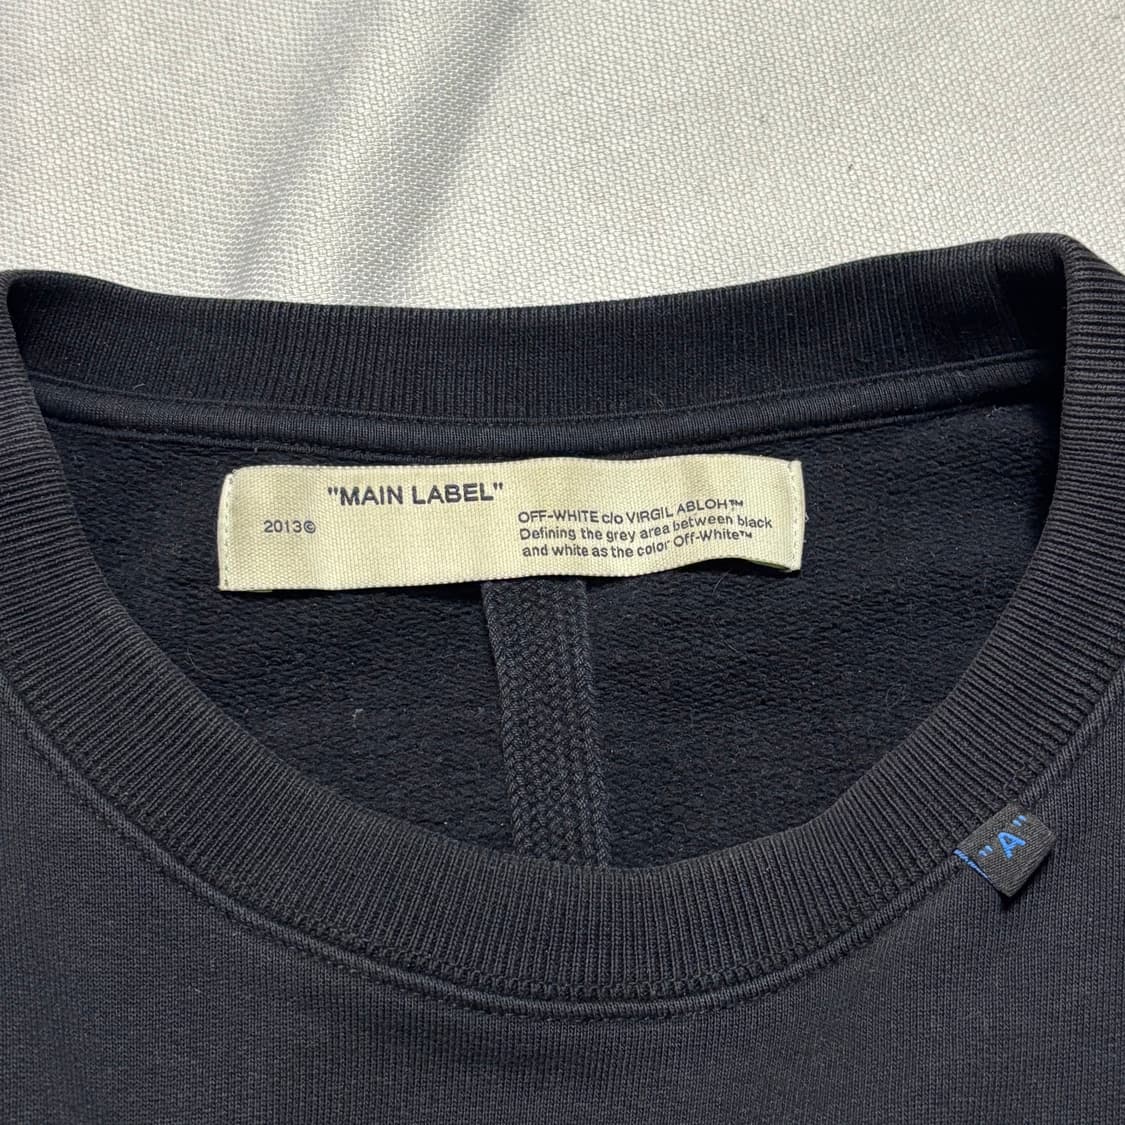 "MAIN LABEL"
2013©
OFF-WHITE c/o VIRGIL ABLOH™
Defining the grey area between black
and white as the color Off-White™
"A"